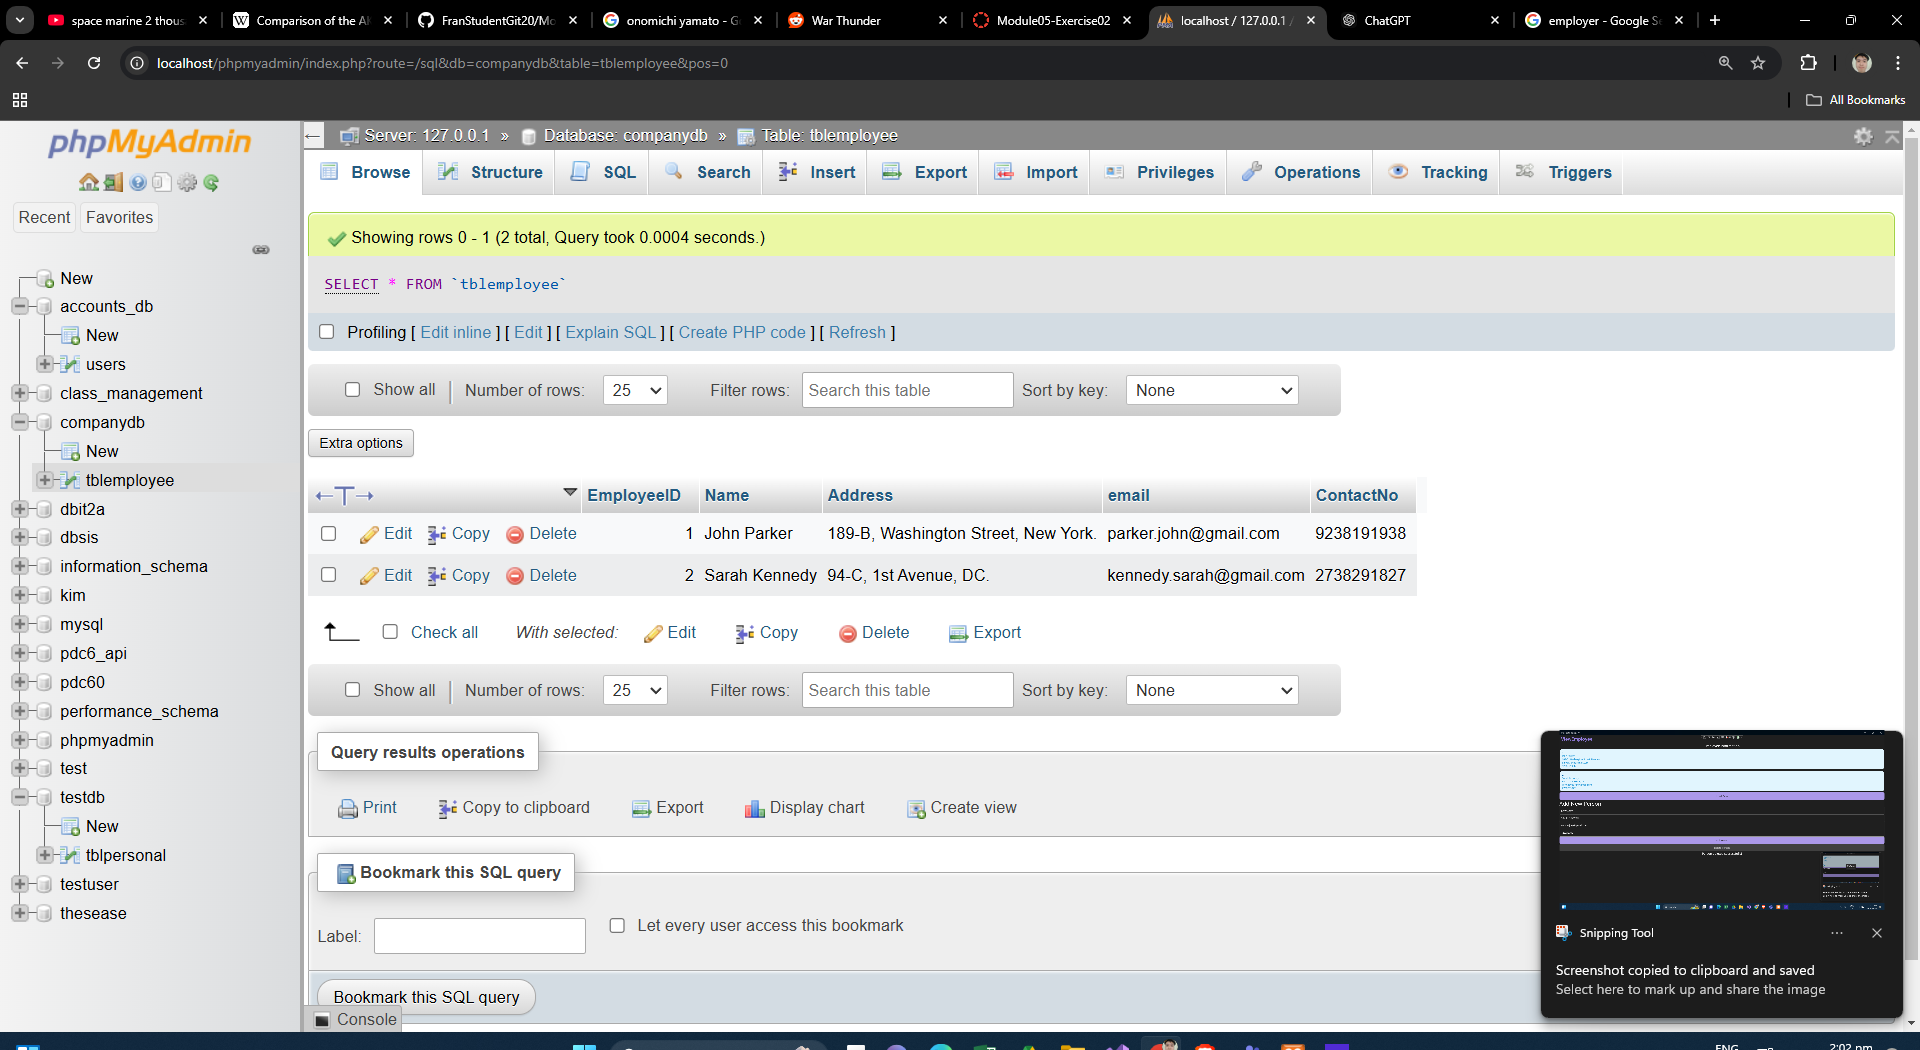 space marine 2 thous
Comparison of the Ak
FranStudentGit20/Mo
onomichi yamato - G
War Thunder
Module05-Exercise02
localhost / 127.0.0.1 /
ChatGPT
employer - Google Se
localhost/phpmyadmin/index.php?route=/sql&db=companydb&table=tblemployee&pos=0
All Bookmarks
phpMyAdmin
Recent
Favorites
New
accounts_db
New
users
class_management
companydb
New
tblemployee
dbit2a
dbsis
information_schema
kim
mysql
pdc6_api
pdc60
performance_schema
phpmyadmin
test
testdb
New
tblpersonal
testuser
thesease
Server: 127.0.0.1 » Database: companydb » Table: tblemployee
Browse Structure SQL Search Insert Export Import Privileges Operations Tracking Triggers
Showing rows 0 - 1 (2 total, Query took 0.0004 seconds.)
SELECT * FROM `tblemployee`
Profiling [ Edit inline ] [ Edit ] [ Explain SQL ] [ Create PHP code ] [ Refresh ]
Show all Number of rows: 25 Filter rows: Search this table Sort by key: None
Extra options
EmployeeID Name Address email ContactNo
Edit Copy Delete 1 John Parker 189-B, Washington Street, New York. parker.john@gmail.com 9238191938
Edit Copy Delete 2 Sarah Kennedy 94-C, 1st Avenue, DC. kennedy.sarah@gmail.com 2738291827
Check all With selected: Edit Copy Delete Export
Show all Number of rows: 25 Filter rows: Search this table Sort by key: None
Query results operations
Print Copy to clipboard Export Display chart Create view
Bookmark this SQL query
Label: Let every user access this bookmark
Bookmark this SQL query
Console
Add New Person
Snipping Tool
Screenshot copied to clipboard and saved
Select here to mark up and share the image
ENG
2:02 pm